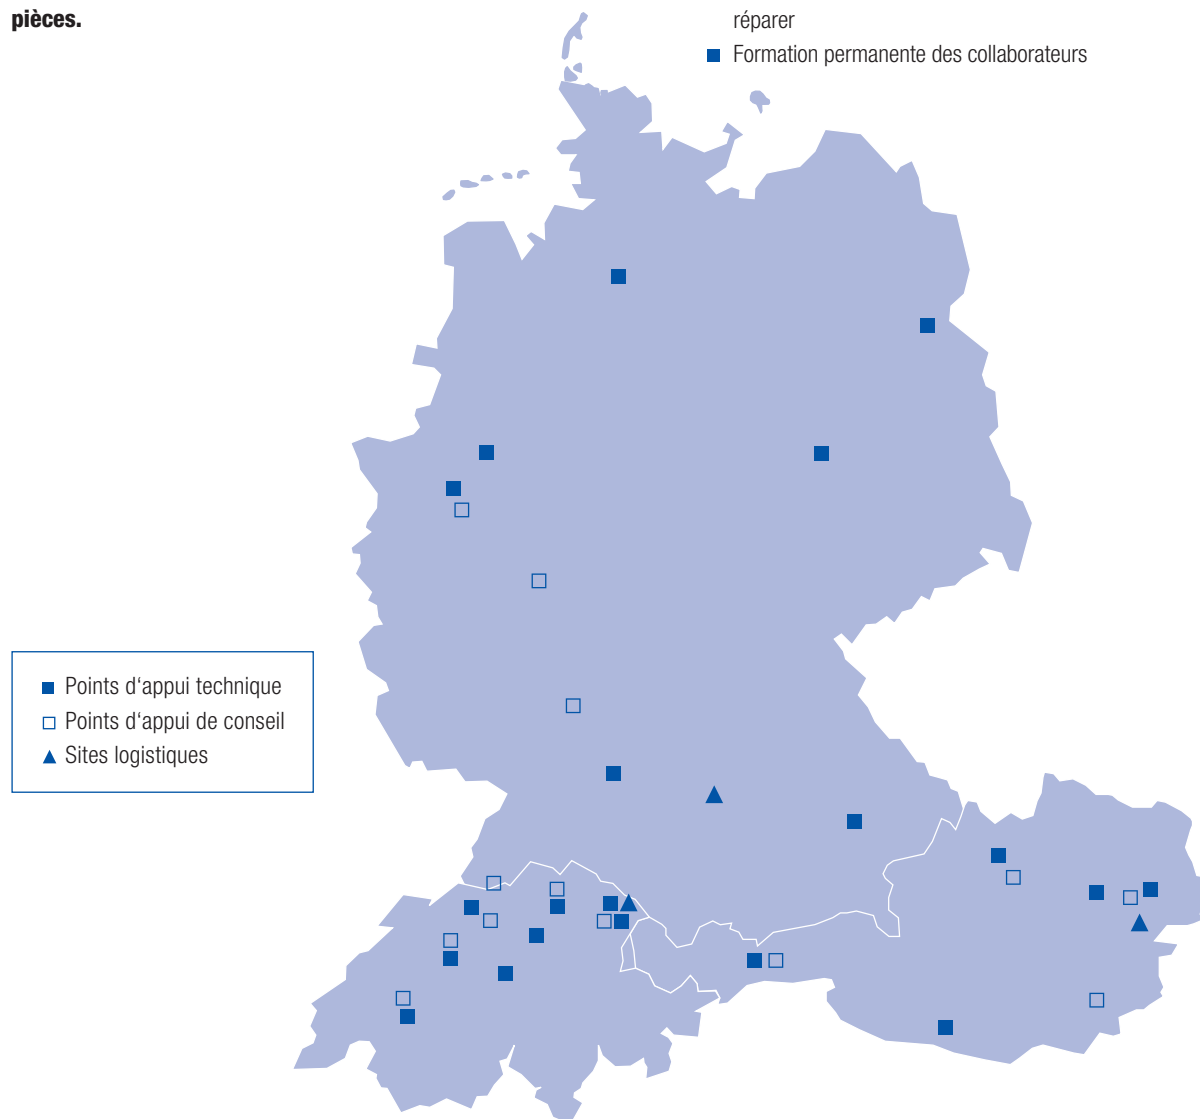 pièces.
réparer
■ Formation permanente des collaborateurs
■ Points d‘appui technique
□ Points d‘appui de conseil
▲ Sites logistiques